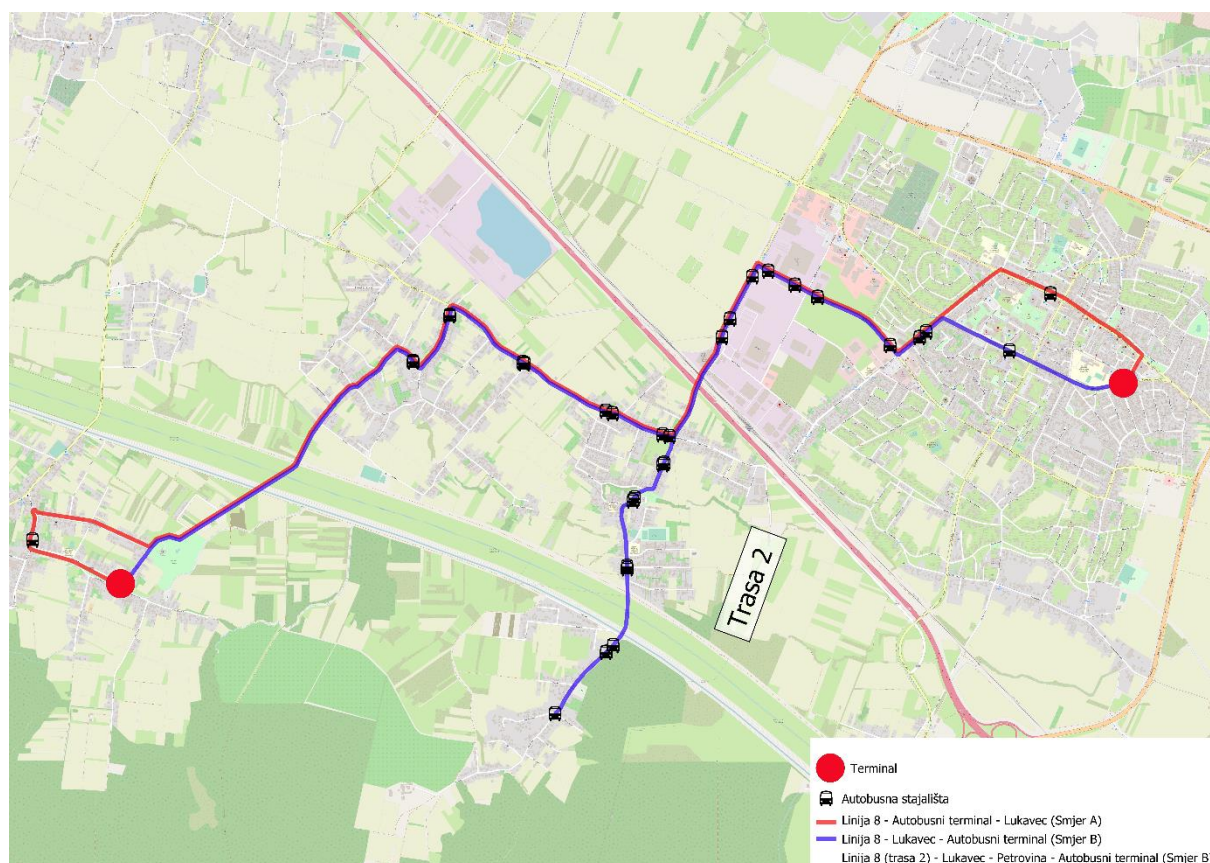 Trasa 2
Terminal
Autobusna stajališta
Linija 8 - Autobusni terminal - Lukavec (Smjer A)
Linija 8 - Lukavec - Autobusni terminal (Smjer B)
Linija 8 (trasa 2) - Lukavec - Petrovina - Autobusni terminal (Smjer B)